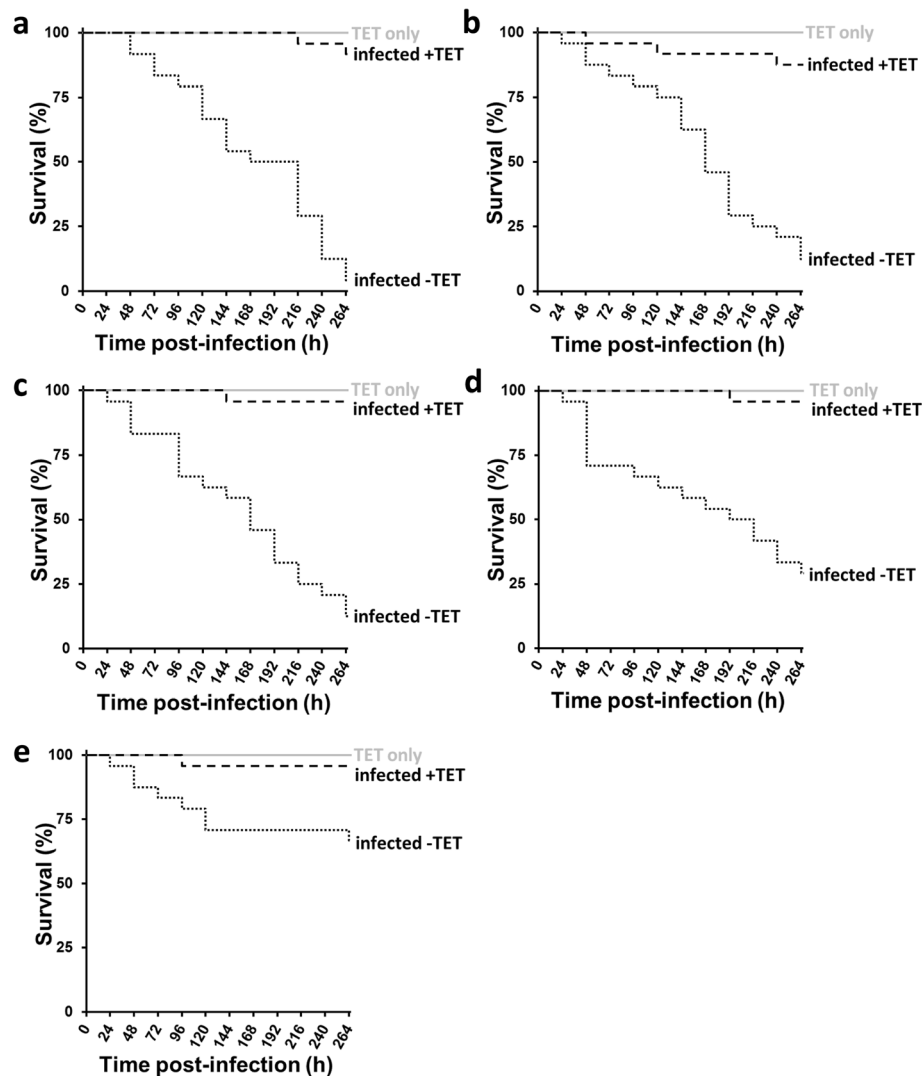 a
TET only
infected +TET
infected -TET
Survival (%)
100
75
50
25
0
0 24 48 72 96 120 144 168 192 216 240 264
Time post-infection (h)
b
TET only
infected +TET
infected -TET
Survival (%)
100
75
50
25
0
0 24 48 72 96 120 144 168 192 216 240 264
Time post-infection (h)
c
TET only
infected +TET
infected -TET
Survival (%)
100
75
50
25
0
0 24 48 72 96 120 144 168 192 216 240 264
Time post-infection (h)
d
TET only
infected +TET
infected -TET
Survival (%)
100
75
50
25
0
0 24 48 72 96 120 144 168 192 216 240 264
Time post-infection (h)
e
TET only
infected +TET
infected -TET
Survival (%)
100
75
50
25
0
0 24 48 72 96 120 144 168 192 216 240 264
Time post-infection (h)